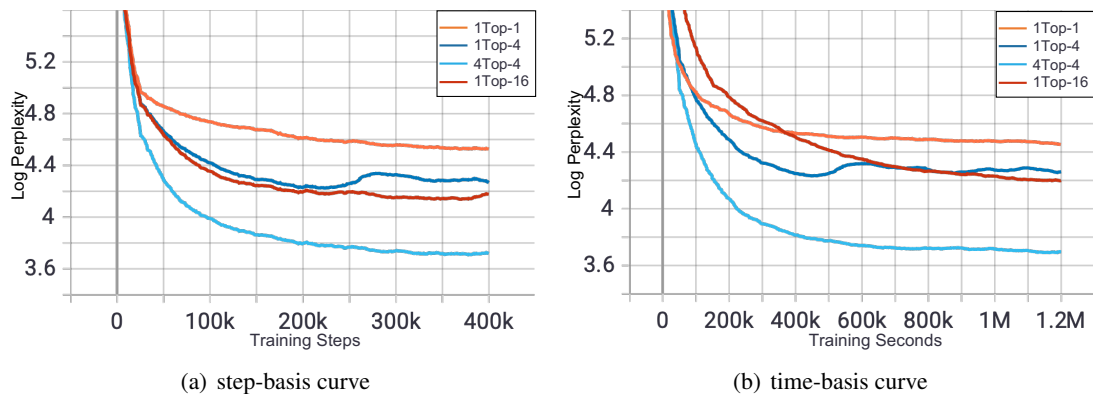 5.2
4.8
4.4
4
3.6
Log Perplexity
1Top-1
1Top-4
4Top-4
1Top-16
0 100k 200k 300k 400k
Training Steps
(a) step-basis curve
5.2
4.8
4.4
4
3.6
Log Perplexity
1Top-1
1Top-4
4Top-4
1Top-16
0 200k 400k 600k 800k 1M 1.2M
Training Seconds
(b) time-basis curve